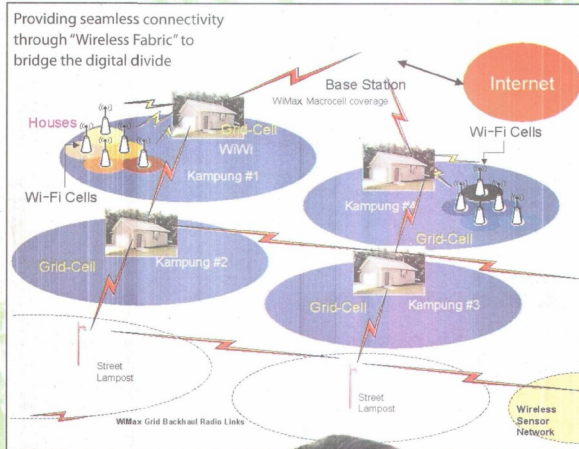 Providing seamless connectivity
through “Wireless Fabric” to
bridge the digital divide
Base Station
WiMax Macrocell coverage
Internet
Houses
Grid-Cell
WiWi
Kampung #1
Wi-Fi Cells
Wi-Fi Cells
Kampung #4
Grid-Cell
Grid-Cell
Kampung #2
Grid-Cell
Kampung #3
Street
Lampost
Street
Lampost
WiMax Grid Backhaul Radio Links
Wireless
Sensor
Network